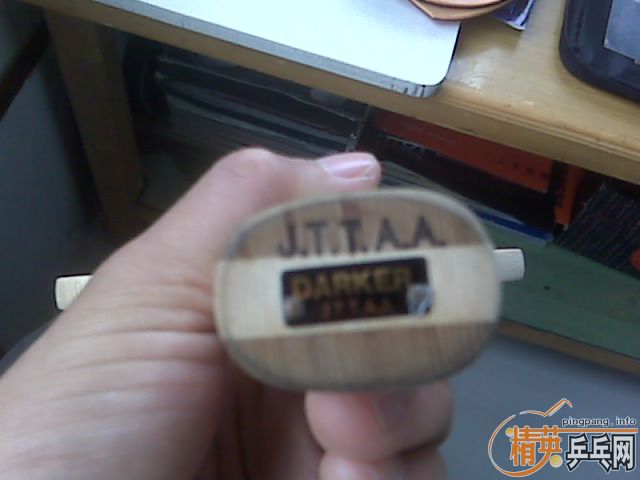 J.T.T.A.A.
DARKER
J.T.T.A.A.
pingpang.info
精英乒乓网